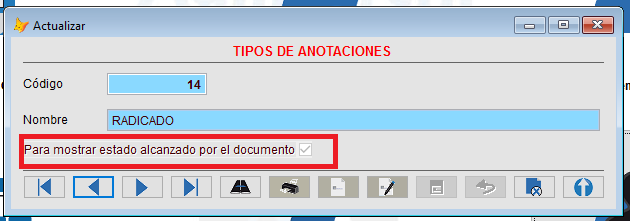 Actualizar
TIPOS DE ANOTACIONES
Código 14
Nombre RADICADO
Para mostrar estado alcanzado por el documento